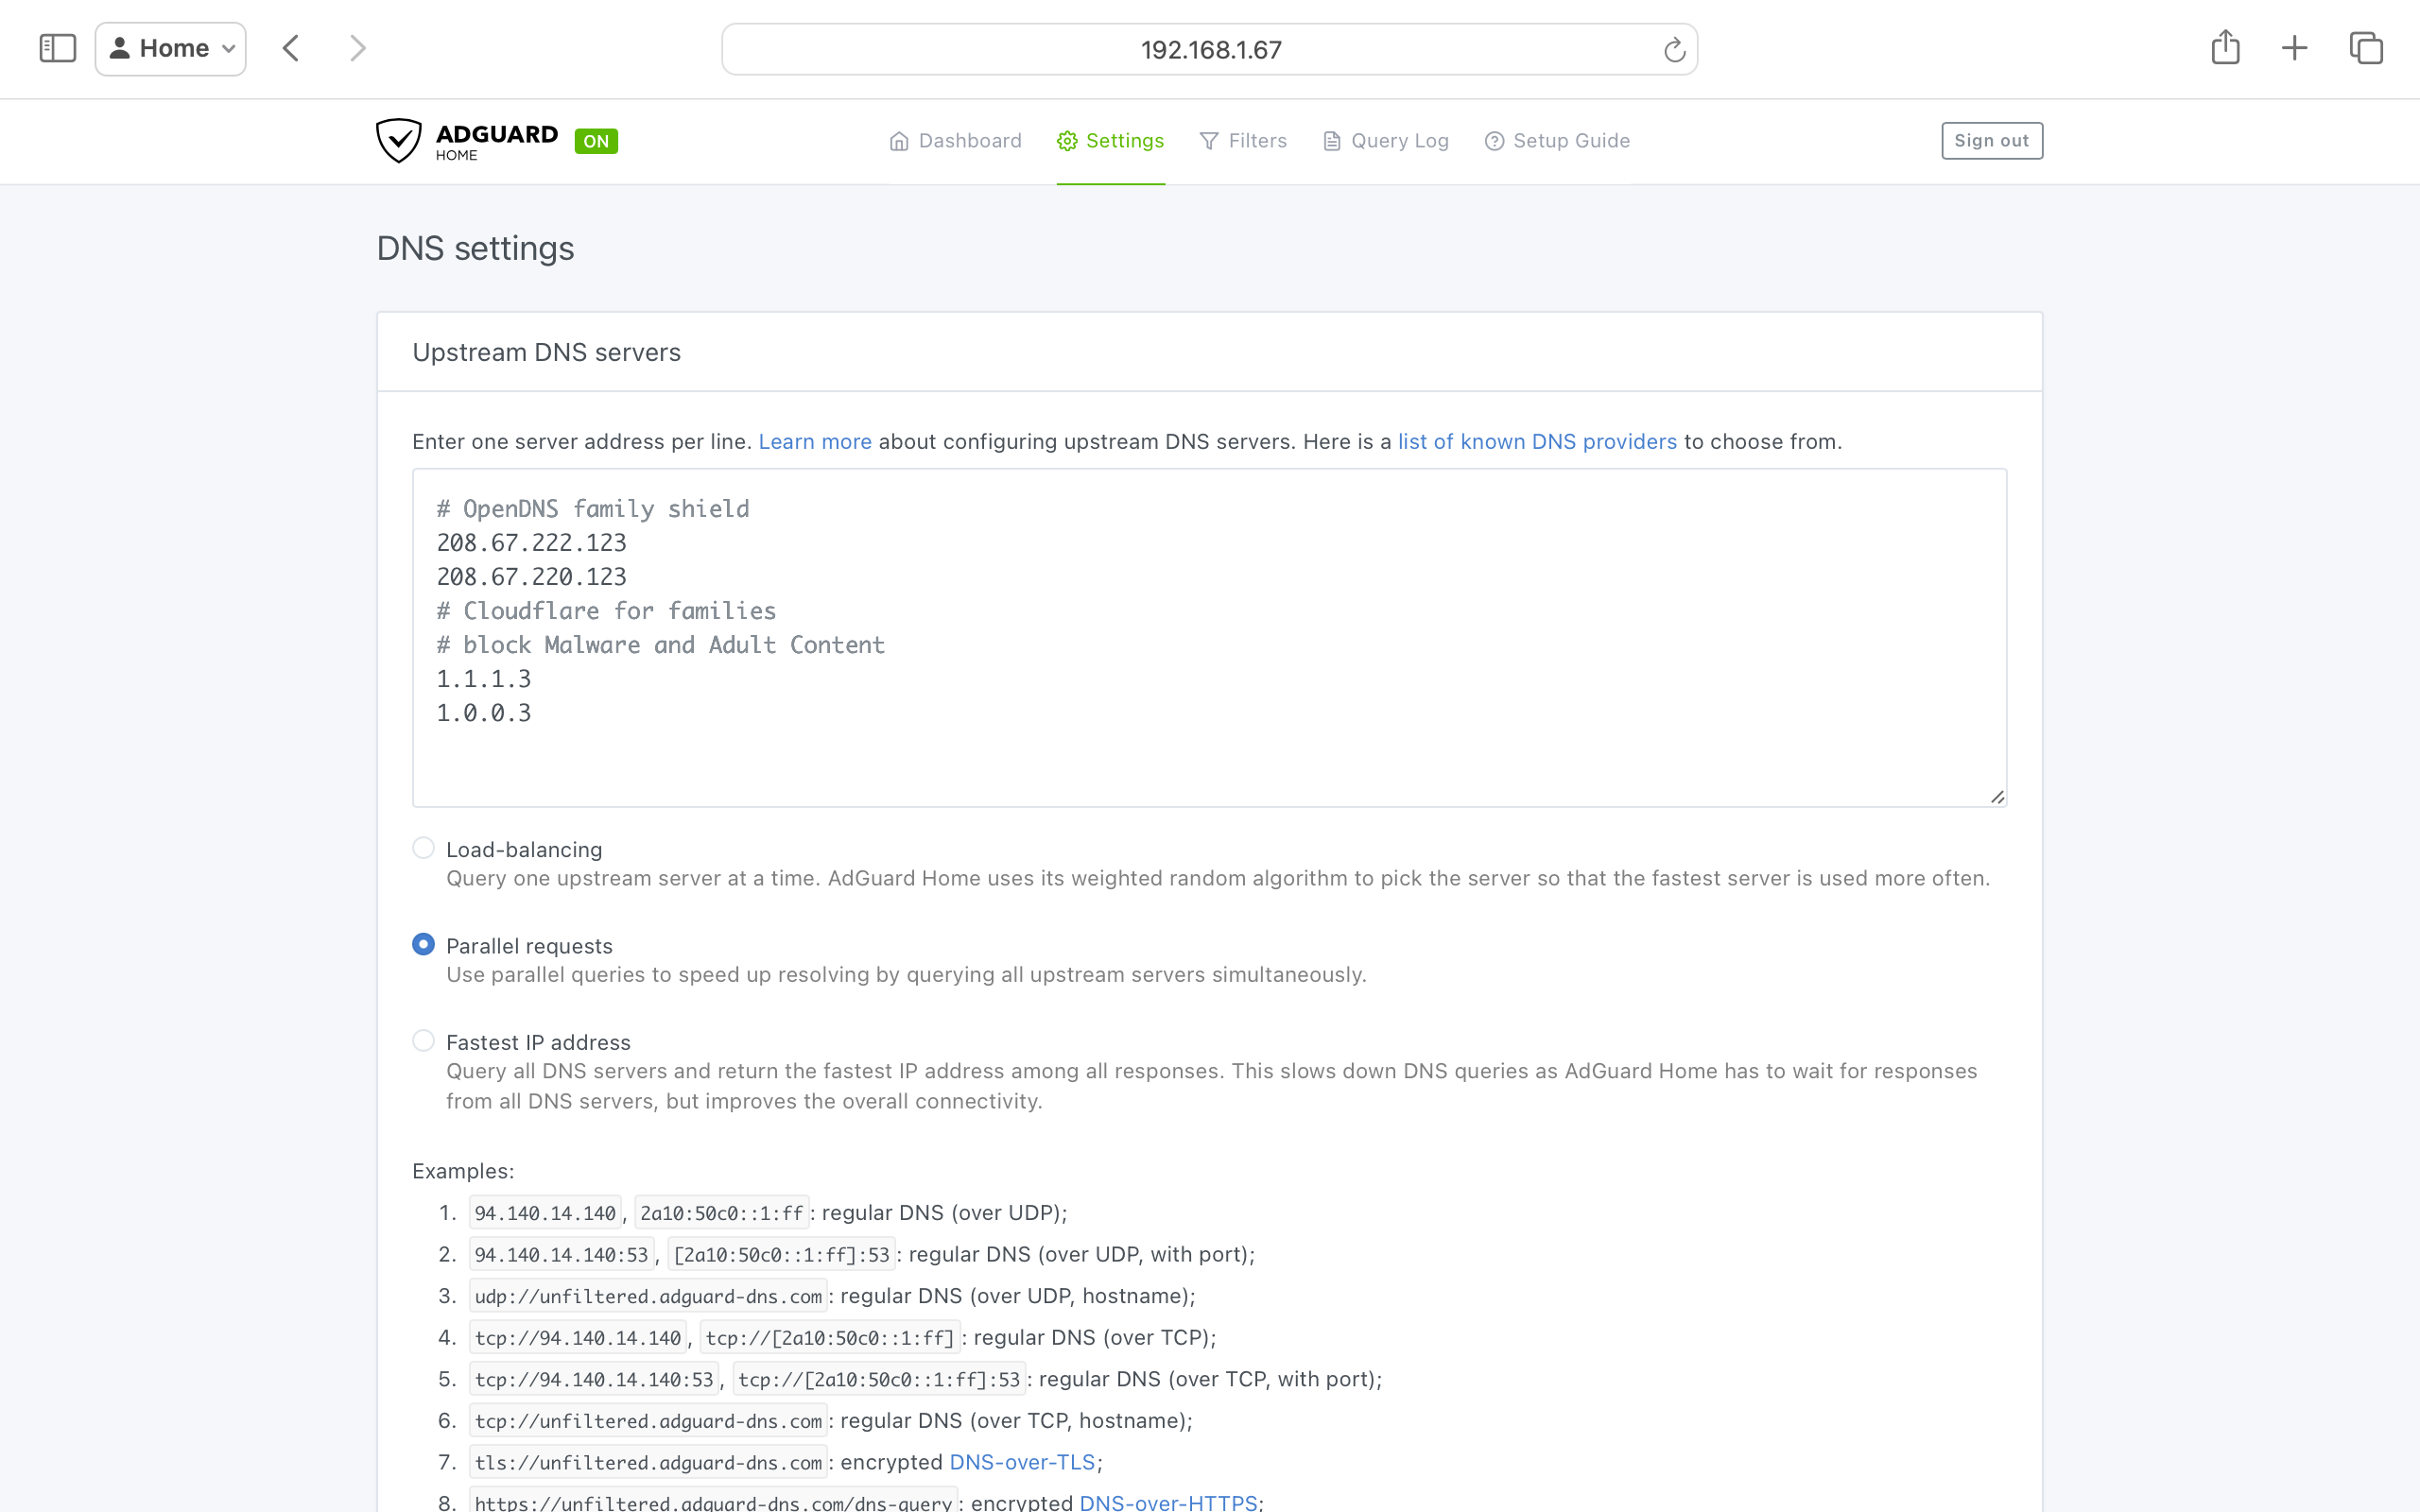 Home
192.168.1.67
ADGUARD
HOME
ON
Dashboard
Settings
Filters
Query Log
Setup Guide
Sign out
DNS settings
Upstream DNS servers
Enter one server address per line. Learn more about configuring upstream DNS servers. Here is a list of known DNS providers to choose from.
# OpenDNS family shield
208.67.222.123
208.67.220.123
# Cloudflare for families
# block Malware and Adult Content
1.1.1.3
1.0.0.3
Load-balancing
Query one upstream server at a time. AdGuard Home uses its weighted random algorithm to pick the server so that the fastest server is used more often.
Parallel requests
Use parallel queries to speed up resolving by querying all upstream servers simultaneously.
Fastest IP address
Query all DNS servers and return the fastest IP address among all responses. This slows down DNS queries as AdGuard Home has to wait for responses
from all DNS servers, but improves the overall connectivity.
Examples:
1. 94.140.14.140, 2a10:50c0::1:ff: regular DNS (over UDP);
2. 94.140.14.140:53, [2a10:50c0::1:ff]:53: regular DNS (over UDP, with port);
3. udp://unfiltered.adguard-dns.com: regular DNS (over UDP, hostname);
4. tcp://94.140.14.140, tcp://[2a10:50c0::1:ff]: regular DNS (over TCP);
5. tcp://94.140.14.140:53, tcp://[2a10:50c0::1:ff]:53: regular DNS (over TCP, with port);
6. tcp://unfiltered.adguard-dns.com: regular DNS (over TCP, hostname);
7. tls://unfiltered.adguard-dns.com: encrypted DNS-over-TLS;
8. https://unfiltered.adguard-dns.com/dns-query: encrypted DNS-over-HTTPS;